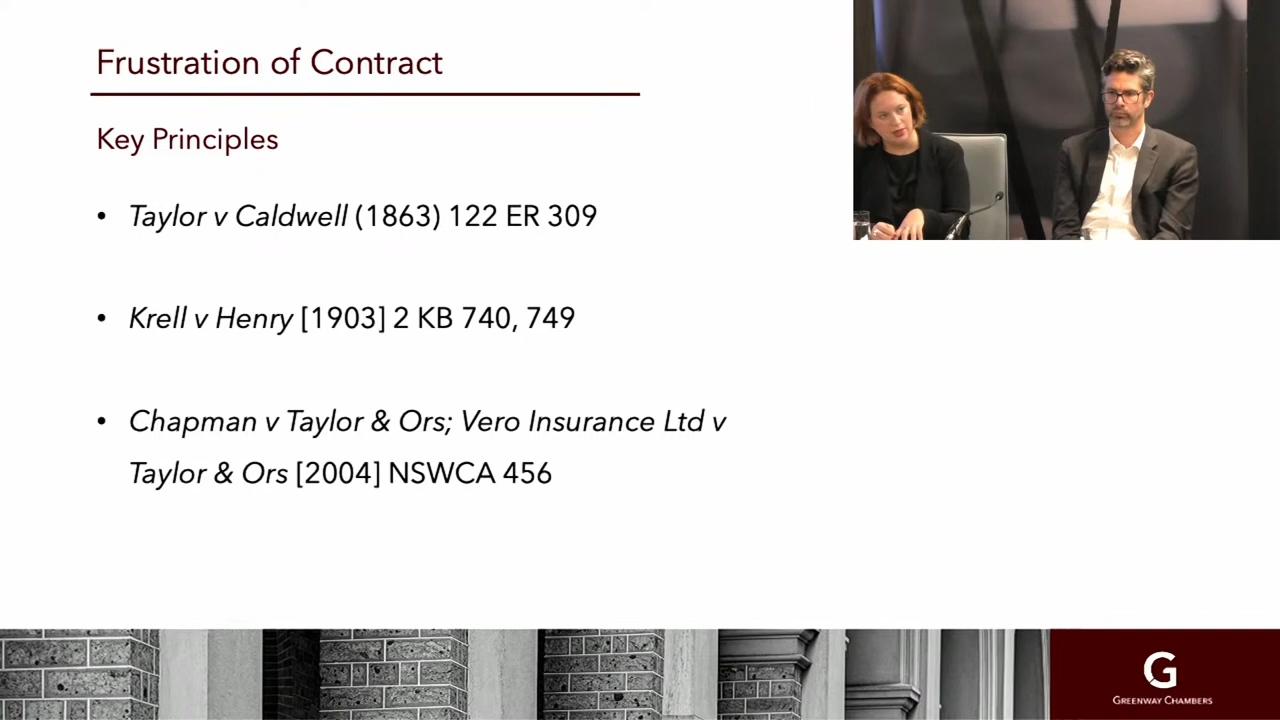 Frustration of Contract
Key Principles
• Taylor v Caldwell (1863) 122 ER 309
• Krell v Henry [1903] 2 KB 740, 749
• Chapman v Taylor & Ors; Vero Insurance Ltd v
Taylor & Ors [2004] NSWCA 456
G
GREENWAY CHAMBERS